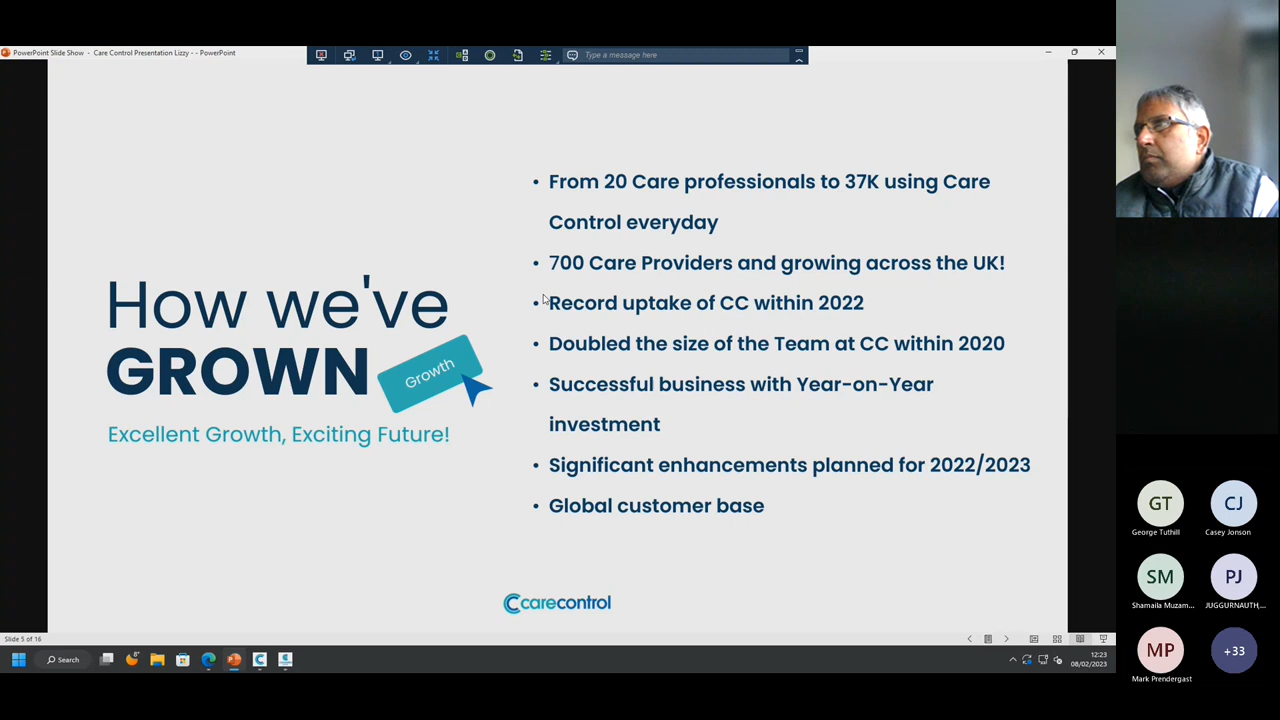 PowerPoint Slide Show - Care Control Presentation Lizzy - - PowerPoint
Type a message here
How we've
GROWN
Growth
Excellent Growth, Exciting Future!
• From 20 Care professionals to 37K using Care
Control everyday
• 700 Care Providers and growing across the UK!
• Record uptake of CC within 2022
• Doubled the size of the Team at CC within 2020
• Successful business with Year-on-Year
investment
• Significant enhancements planned for 2022/2023
• Global customer base
carecontrol
Slide 5 of 16
Search
8°
12:23
08/02/2023
GT
George Tuthill
CJ
Casey Jonson
SM
Shamaila Muzam...
PJ
JUGGURNAUTH,...
MP
Mark Prendergast
+33